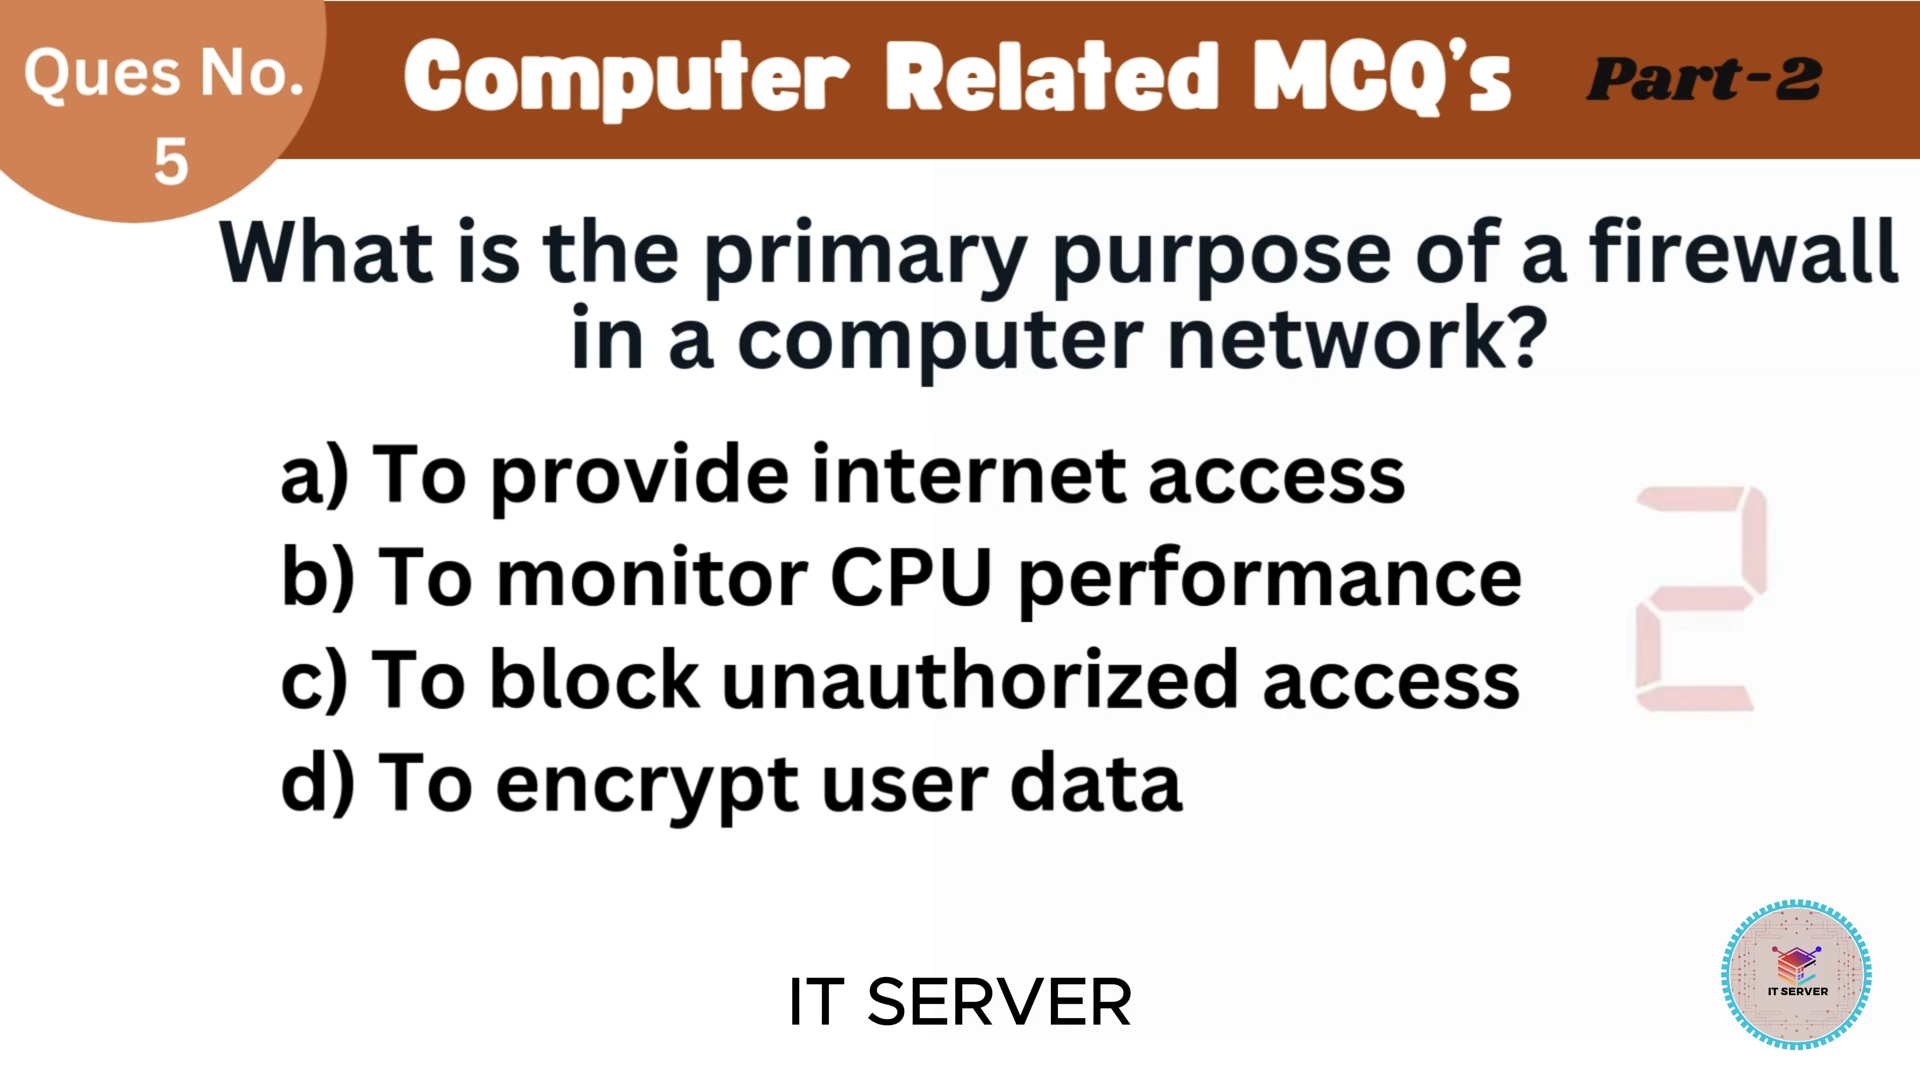 Ques No.
5
Computer Related MCQ's Part-2
What is the primary purpose of a firewall
in a computer network?
a) To provide internet access
b) To monitor CPU performance
c) To block unauthorized access
d) To encrypt user data
2
IT SERVER
IT SERVER